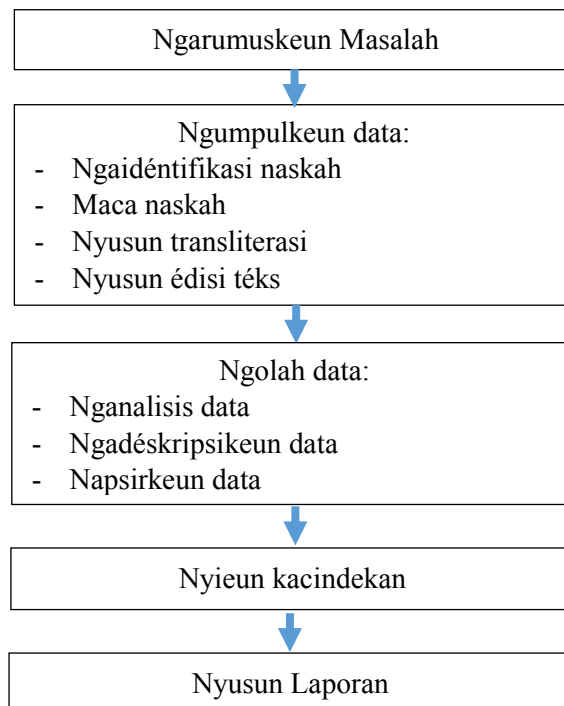 Ngarumuskeun Masalah
Ngumpulkeun data:
- Ngaidéntifikasi naskah
- Maca naskah
- Nyusun transliterasi
- Nyusun édisi téks
Ngolah data:
- Nganalisis data
- Ngadéskripsikeun data
- Napsirkeun data
Nyieun kacindekan
Nyusun Laporan